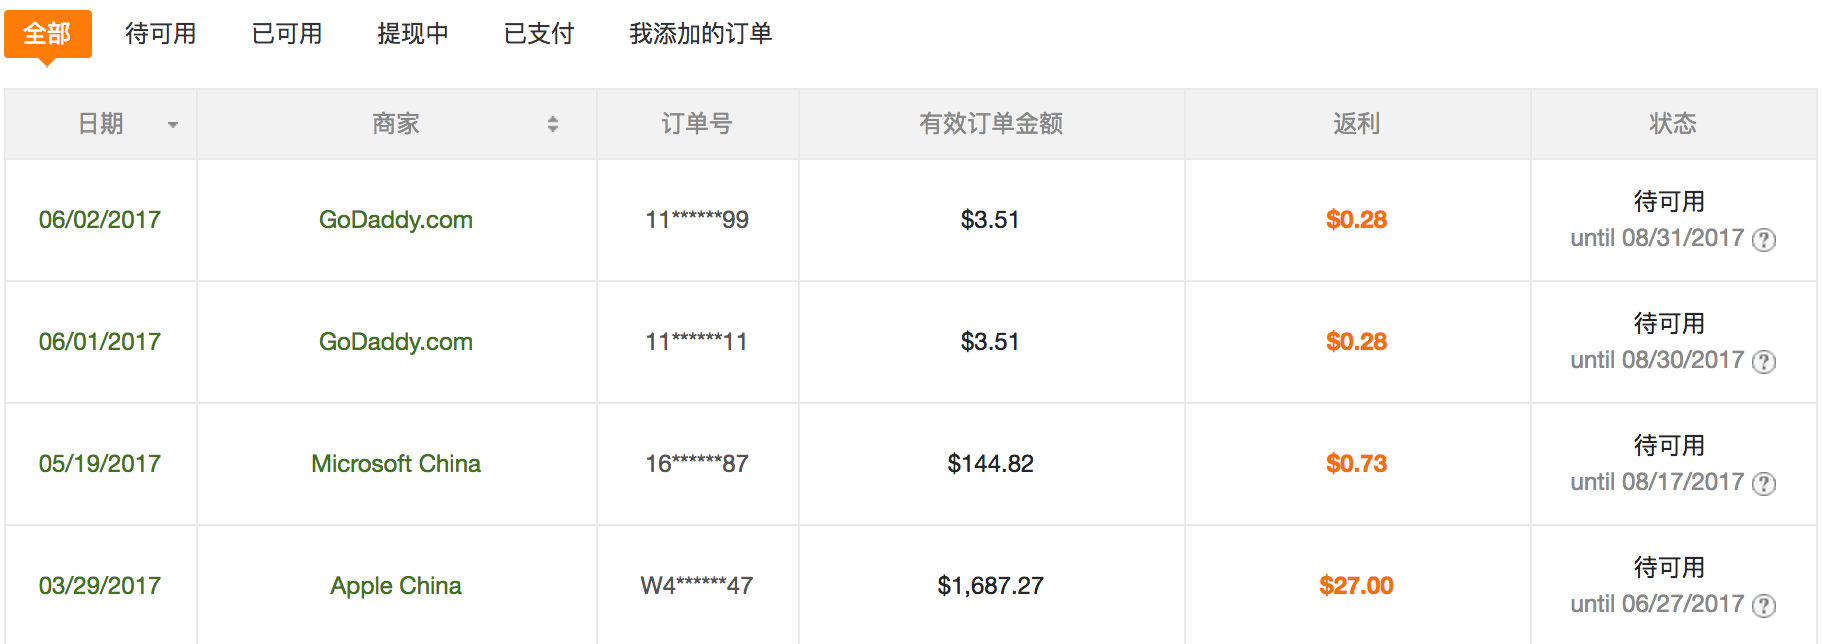 全部 待可用 已可用 提现中 已支付 我添加的订单
日期 商家 订单号 有效订单金额 返利 状态
06/02/2017 GoDaddy.com 11******99 $3.51 $0.28 待可用
until 08/31/2017 ?
06/01/2017 GoDaddy.com 11******11 $3.51 $0.28 待可用
until 08/30/2017 ?
05/19/2017 Microsoft China 16******87 $144.82 $0.73 待可用
until 08/17/2017 ?
03/29/2017 Apple China W4******47 $1,687.27 $27.00 待可用
until 06/27/2017 ?